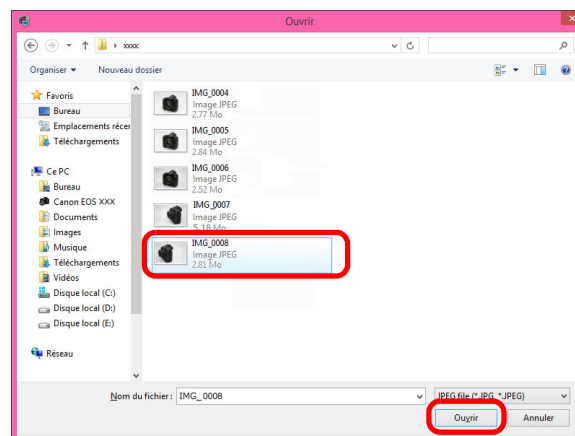 Ouvrir
xxxx
Organiser
Nouveau dossier
Favoris
Bureau
Emplacements récer
Téléchargements
Ce PC
Bureau
Canon EOS XXX
Documents
Images
Musique
Téléchargements
Vidéos
Disque local (C:)
Disque local (D:)
Disque local (E:)
Réseau
IMG_0004
Image JPEG
2.77 Mo
IMG_0005
Image JPEG
2.84 Mo
IMG_0006
Image JPEG
2.52 Mo
IMG_0007
Image JPEG
5.18 Mo
IMG_0008
Image JPEG
2.81 Mo
Nom du fichier : IMG_0008
JPEG file (*.JPG, *.JPEG)
Ouvrir Annuler